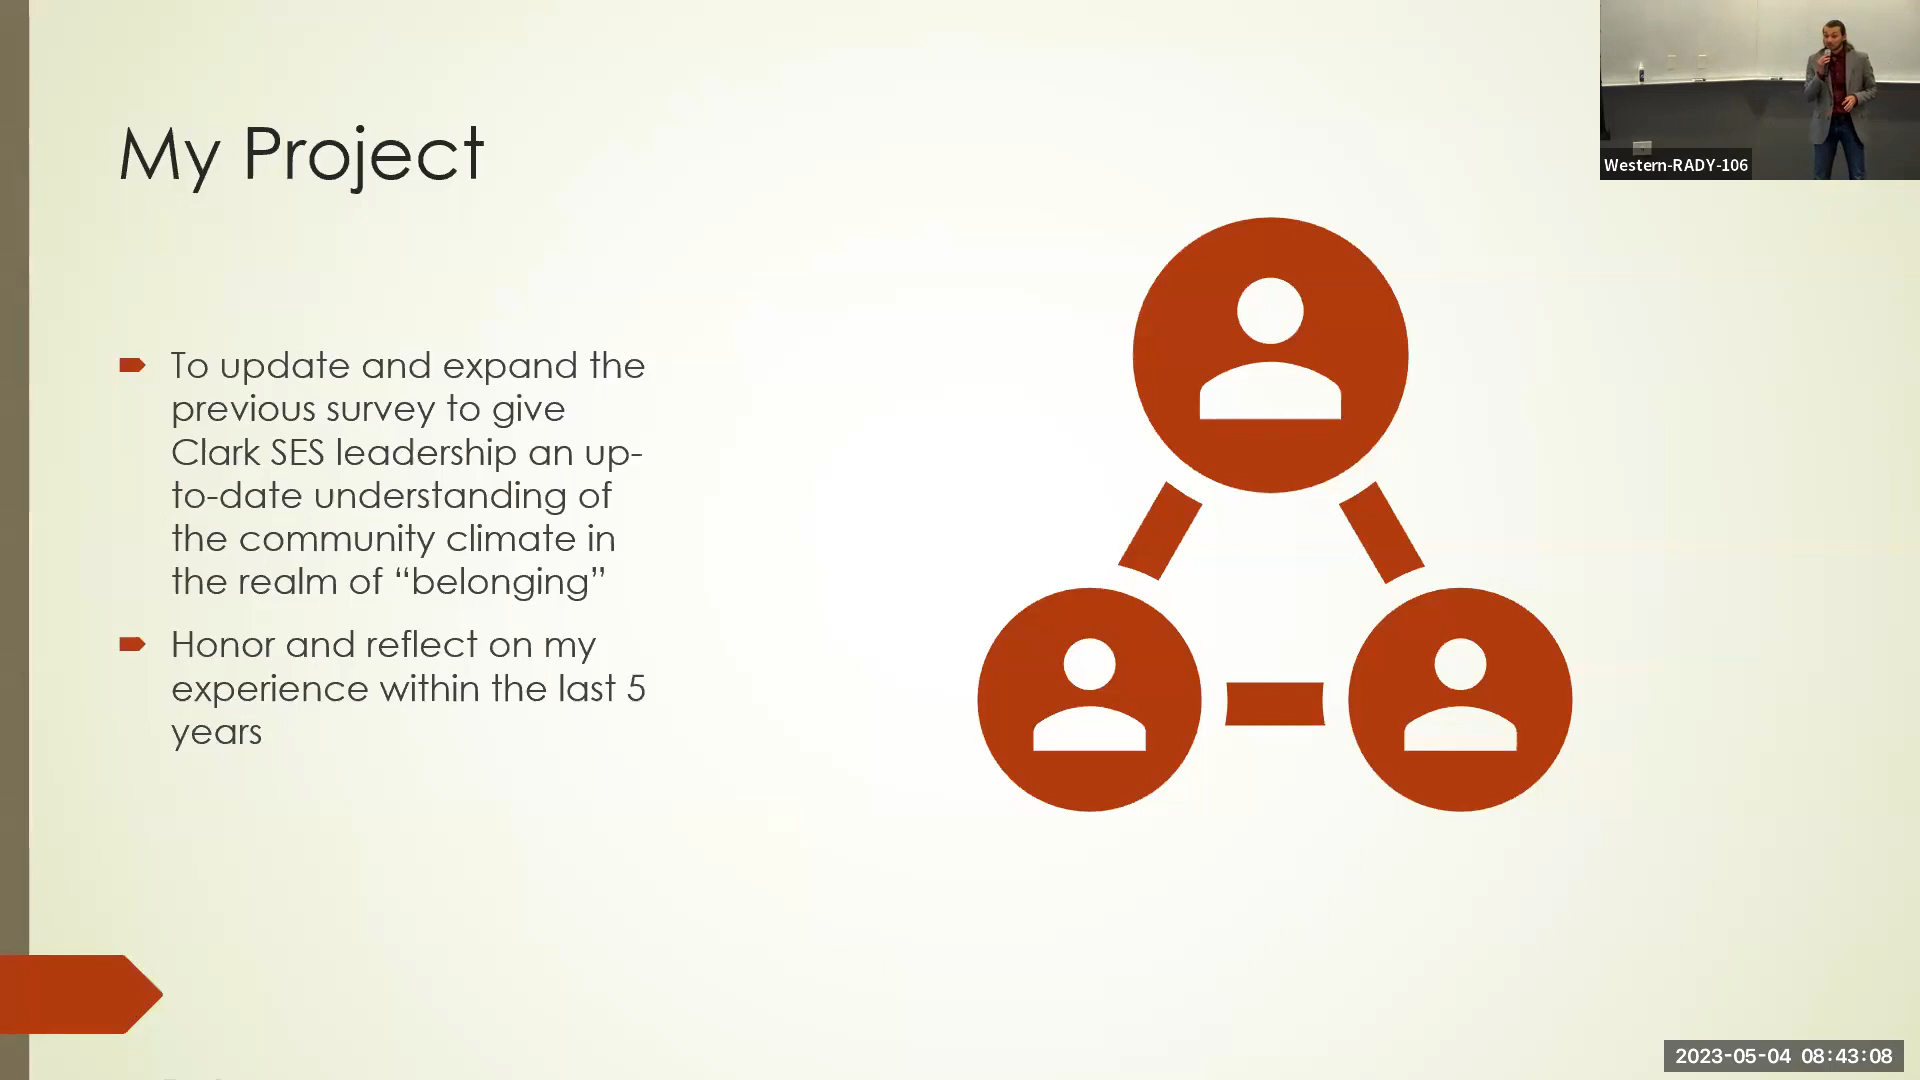 My Project
To update and expand the
previous survey to give
Clark SES leadership an up-
to-date understanding of
the community climate in
the realm of “belonging”
Honor and reflect on my
experience within the last 5
years
Western-RADY-106
2023-05-04 08:43:08